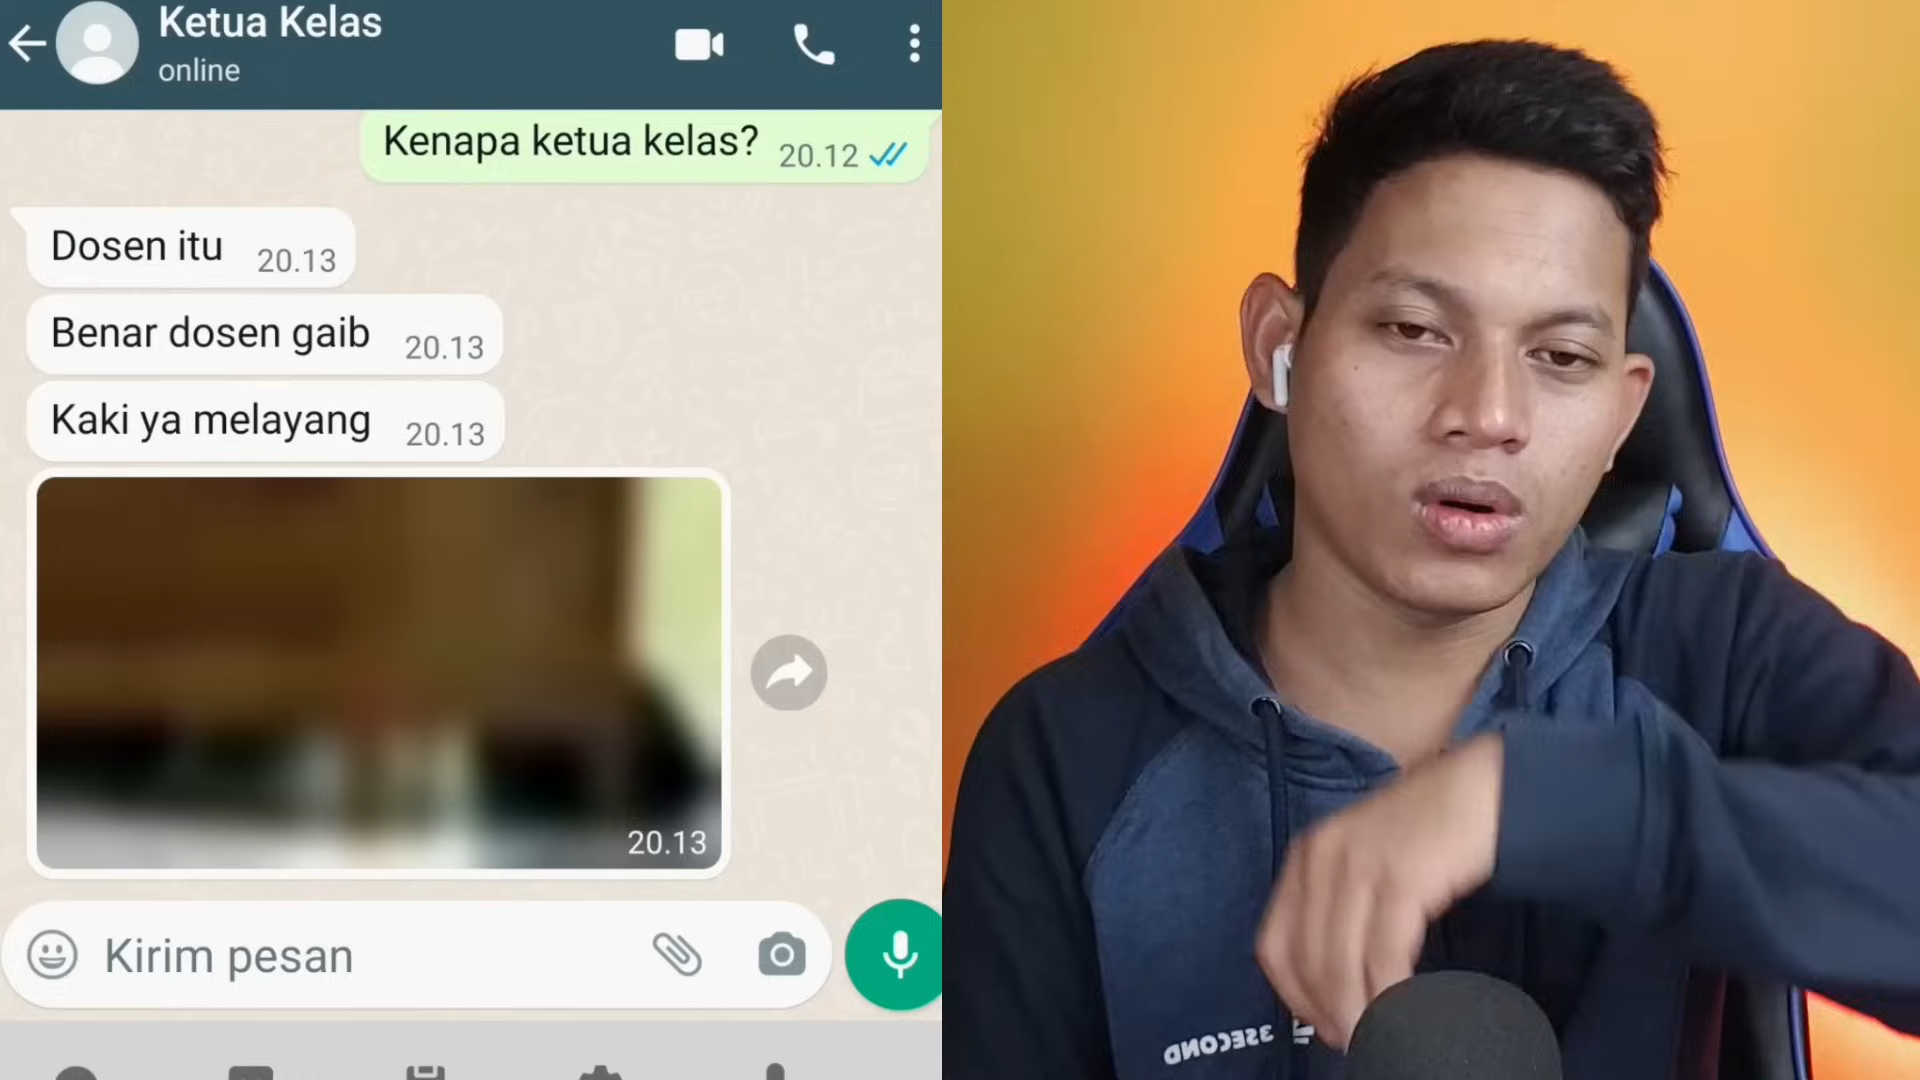 Ketua Kelas
online
Kenapa ketua kelas? 20.12
Dosen itu 20.13
Benar dosen gaib 20.13
Kaki ya melayang 20.13
20.13
Kirim pesan
3SECOND